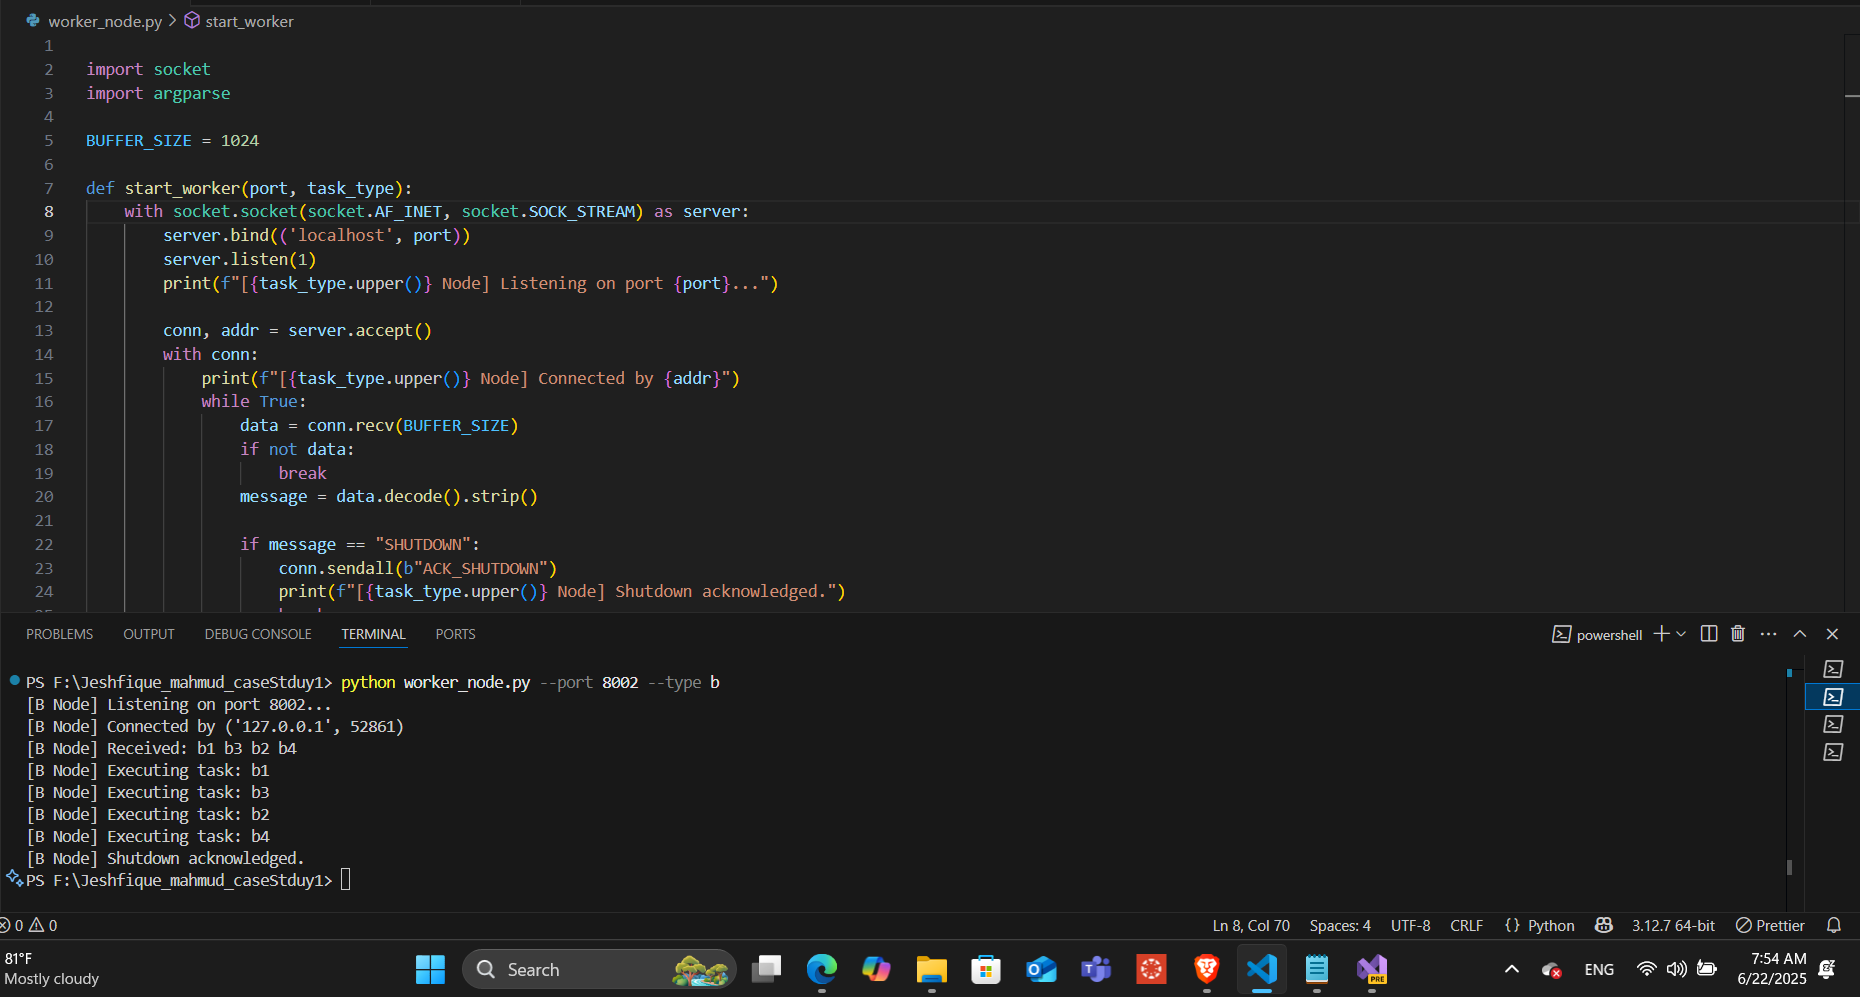 worker_node.py > start_worker
1
2 import socket
3 import argparse
4
5 BUFFER_SIZE = 1024
6
7 def start_worker(port, task_type):
8 with socket.socket(socket.AF_INET, socket.SOCK_STREAM) as server:
9 server.bind(('localhost', port))
10 server.listen(1)
11 print(f"[{task_type.upper()} Node] Listening on port {port}...")
12
13 conn, addr = server.accept()
14 with conn:
15 print(f"[{task_type.upper()} Node] Connected by {addr}")
16 while True:
17 data = conn.recv(BUFFER_SIZE)
18 if not data:
19 break
20 message = data.decode().strip()
21
22 if message == "SHUTDOWN":
23 conn.sendall(b"ACK_SHUTDOWN")
24 print(f"[{task_type.upper()} Node] Shutdown acknowledged.")
PROBLEMS OUTPUT DEBUG CONSOLE TERMINAL PORTS powershell
PS F:\Jeshfique_mahmud_caseStduy1> python worker_node.py --port 8002 --type b
[B Node] Listening on port 8002...
[B Node] Connected by ('127.0.0.1', 52861)
[B Node] Received: b1 b3 b2 b4
[B Node] Executing task: b1
[B Node] Executing task: b3
[B Node] Executing task: b2
[B Node] Executing task: b4
[B Node] Shutdown acknowledged.
PS F:\Jeshfique_mahmud_caseStduy1>
0 0 Ln 8, Col 70 Spaces: 4 UTF-8 CRLF {} Python 3.12.7 64-bit Prettier
81°F
Mostly cloudy
Search
PRE
ENG
7:54 AM
6/22/2025